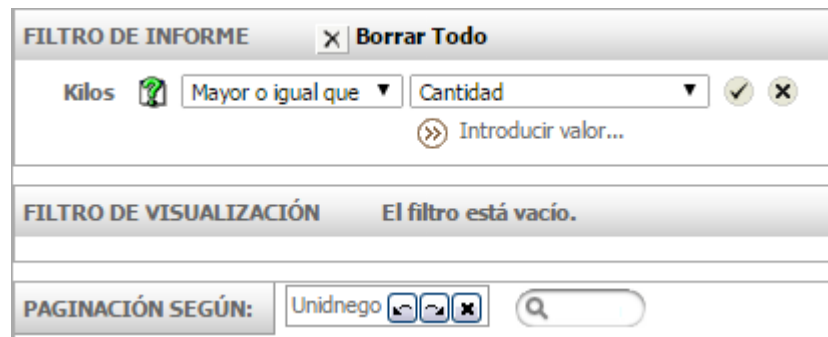 FILTRO DE INFORME Borrar Todo
Kilos Mayor o igual que Cantidad
Introducir valor...
FILTRO DE VISUALIZACIÓN El filtro está vacío.
PAGINACIÓN SEGÚN: Unidnego